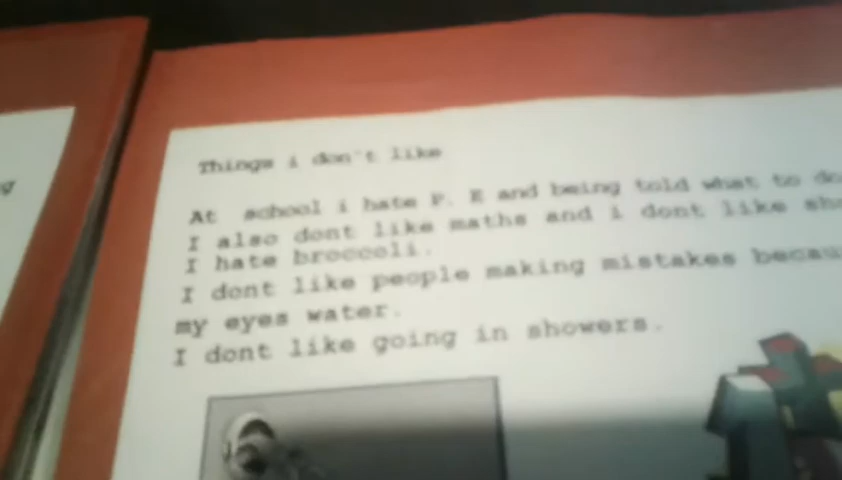 Things i don't like
At school i hate P. E and being told what to do
I also dont like maths and i dont like
I hate broccoli.
I dont like people making mistakes
my eyes water.
I dont like going in showers.